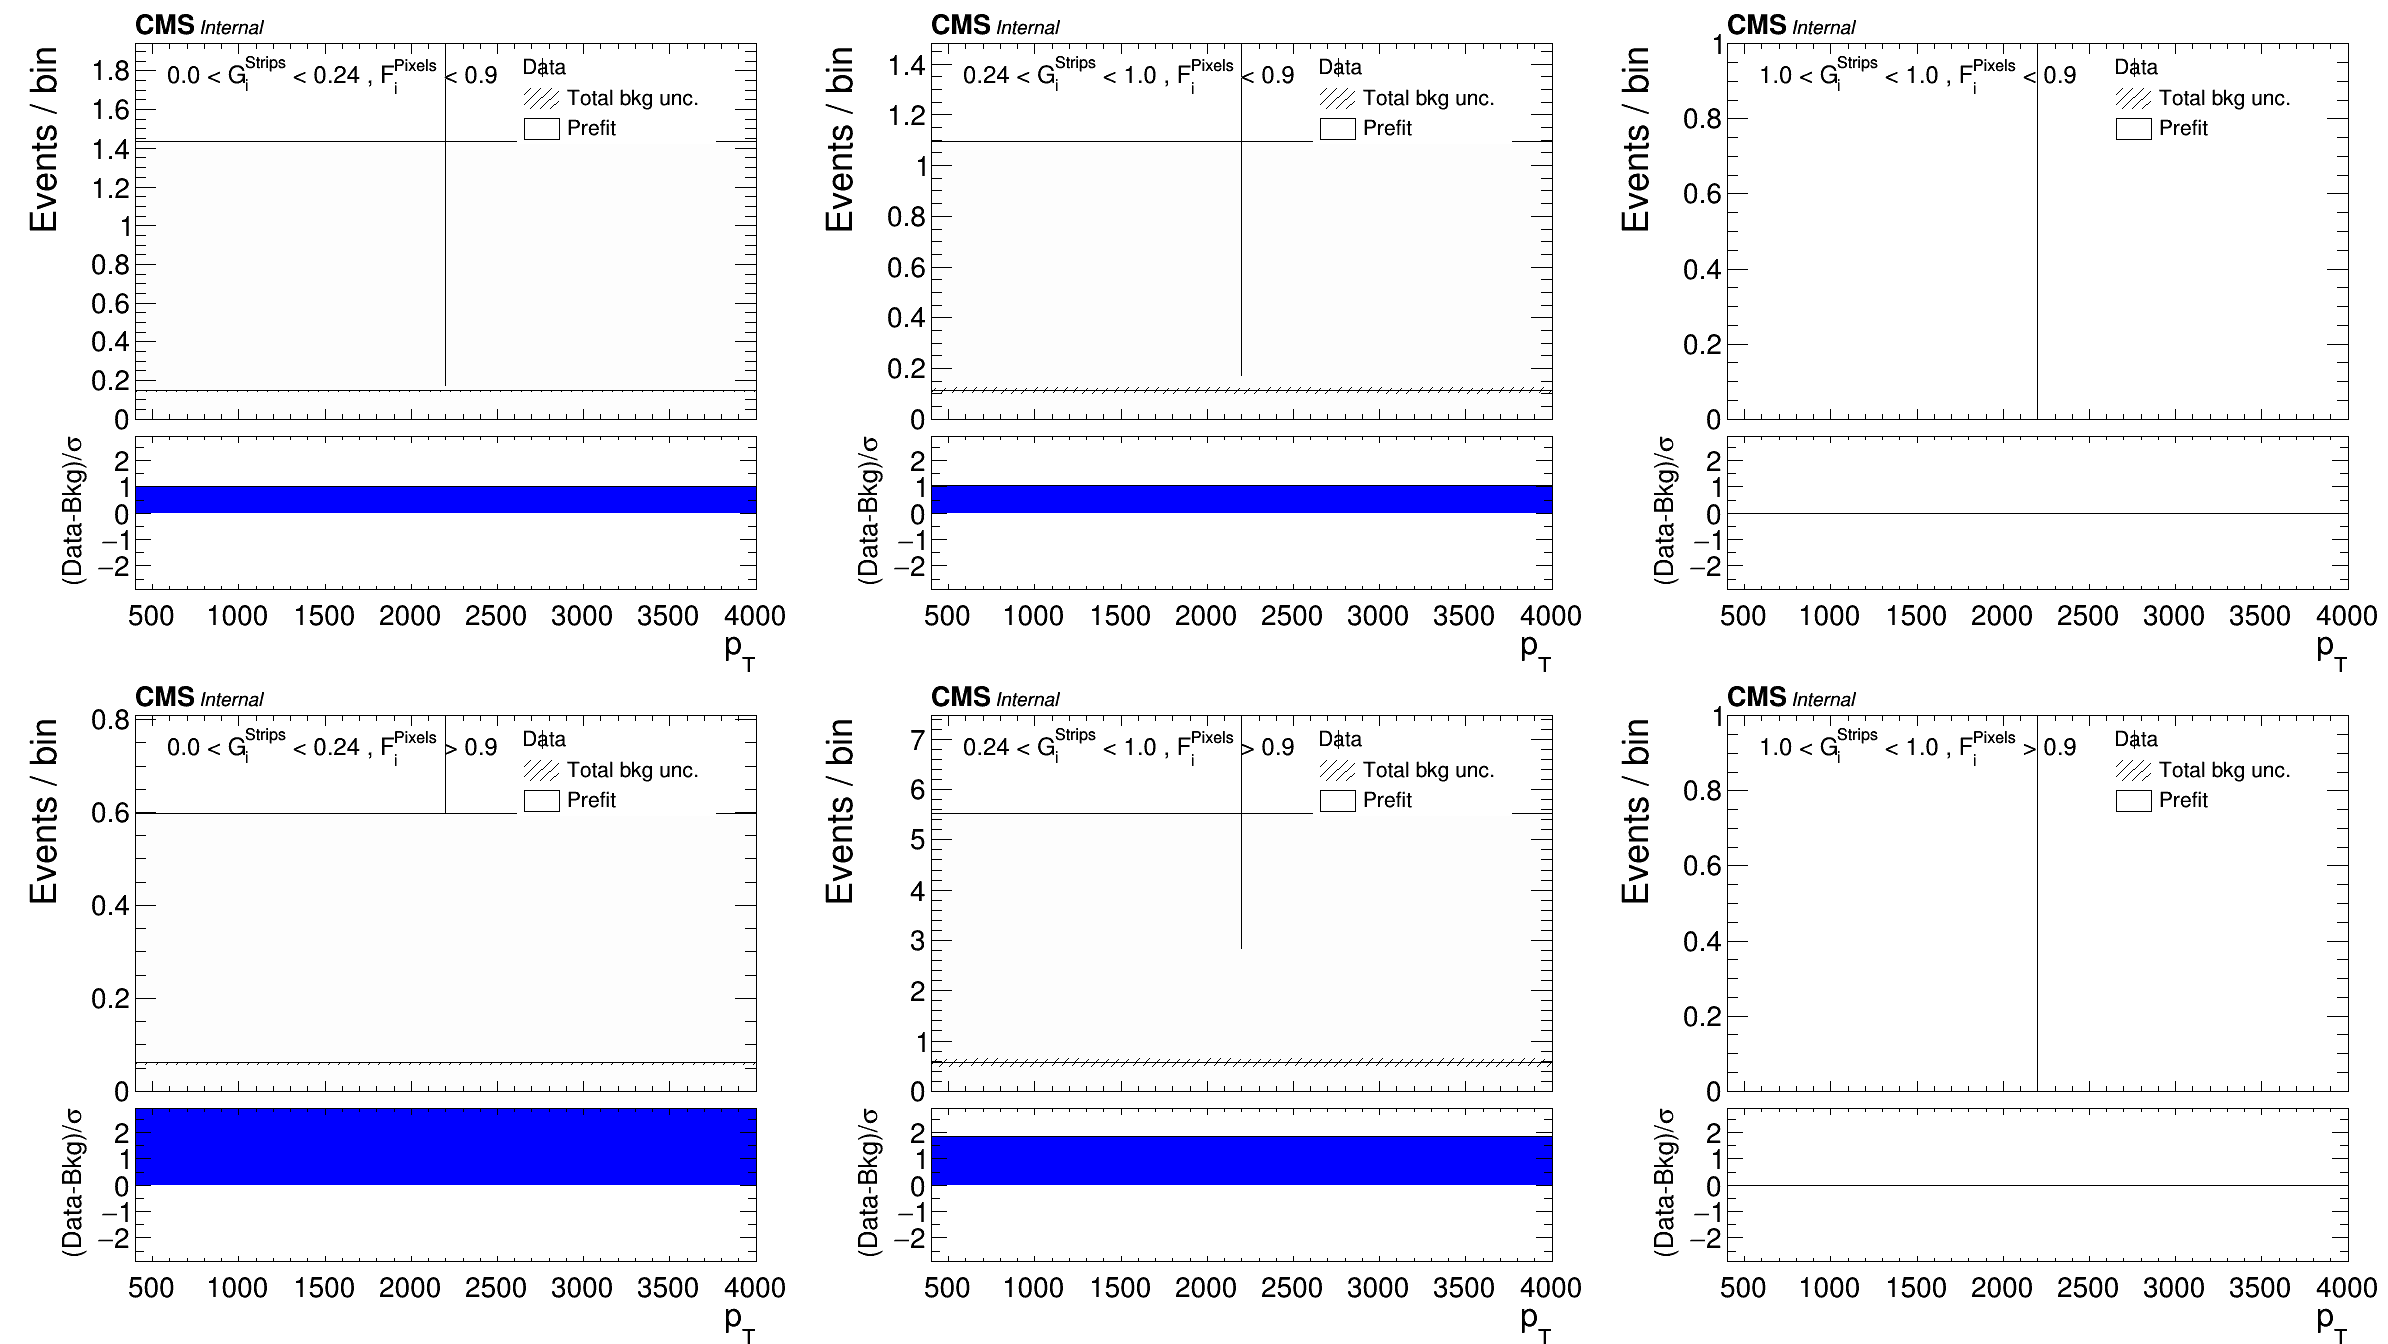 CMS Internal
Events / bin
1.8
1.6
1.4
1.2
1
0.8
0.6
0.4
0.2
0
0.0 < G_i^Strips < 0.24 , F_i^Pixels < 0.9
Data
Total bkg unc.
Prefit
(Data-Bkg)/σ
2
1
0
−1
−2
500 1000 1500 2000 2500 3000 3500 4000
p_T
CMS Internal
Events / bin
1.4
1.2
1
0.8
0.6
0.4
0.2
0
0.24 < G_i^Strips < 1.0 , F_i^Pixels < 0.9
Data
Total bkg unc.
Prefit
(Data-Bkg)/σ
2
1
0
−1
−2
500 1000 1500 2000 2500 3000 3500 4000
p_T
CMS Internal
Events / bin
1
0.8
0.6
0.4
0.2
0
1.0 < G_i^Strips < 1.0 , F_i^Pixels < 0.9
Data
Total bkg unc.
Prefit
(Data-Bkg)/σ
2
1
0
−1
−2
500 1000 1500 2000 2500 3000 3500 4000
p_T
CMS Internal
Events / bin
0.8
0.6
0.4
0.2
0
0.0 < G_i^Strips < 0.24 , F_i^Pixels > 0.9
Data
Total bkg unc.
Prefit
(Data-Bkg)/σ
2
1
0
−1
−2
500 1000 1500 2000 2500 3000 3500 4000
p_T
CMS Internal
Events / bin
7
6
5
4
3
2
1
0
0.24 < G_i^Strips < 1.0 , F_i^Pixels > 0.9
Data
Total bkg unc.
Prefit
(Data-Bkg)/σ
2
1
0
−1
−2
500 1000 1500 2000 2500 3000 3500 4000
p_T
CMS Internal
Events / bin
1
0.8
0.6
0.4
0.2
0
1.0 < G_i^Strips < 1.0 , F_i^Pixels > 0.9
Data
Total bkg unc.
Prefit
(Data-Bkg)/σ
2
1
0
−1
−2
500 1000 1500 2000 2500 3000 3500 4000
p_T